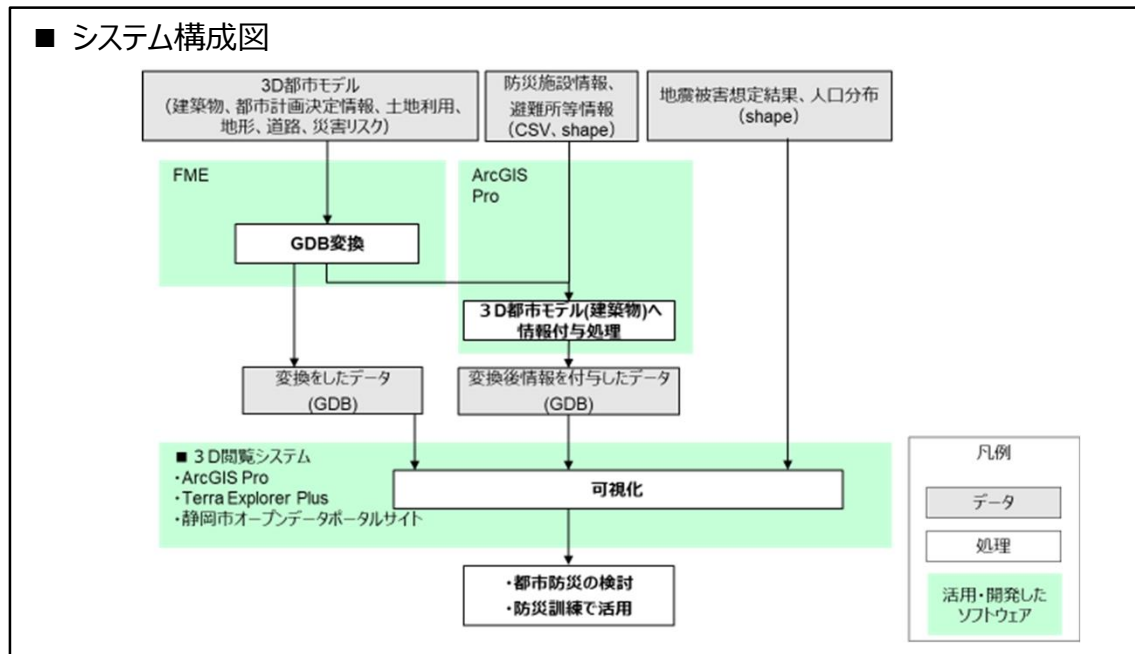 ■ システム構成図
3D都市モデル
(建築物、都市計画決定情報、土地利用、
地形、道路、災害リスク)
防災施設情報、
避難所等情報
(CSV、shape)
地震被害想定結果、人口分布
(shape)
FME
ArcGIS
Pro
GDB変換
３D都市モデル(建築物)へ
情報付与処理
変換をしたデータ
(GDB)
変換後情報を付与したデータ
(GDB)
■ ３D閲覧システム
・ArcGIS Pro
・Terra Explorer Plus
・静岡市オープンデータポータルサイト
可視化
・都市防災の検討
・防災訓練で活用
凡例
データ
処理
活用・開発した
ソフトウェア